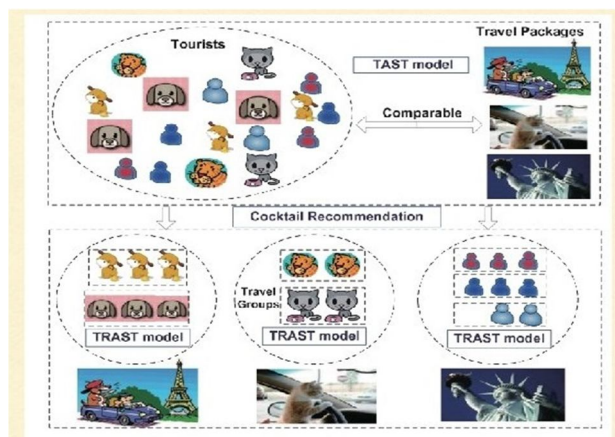 Tourists
Travel Packages
TAST model
Comparable
Cocktail Recommendation
Travel
Groups
TRAST model
TRAST model
TRAST model